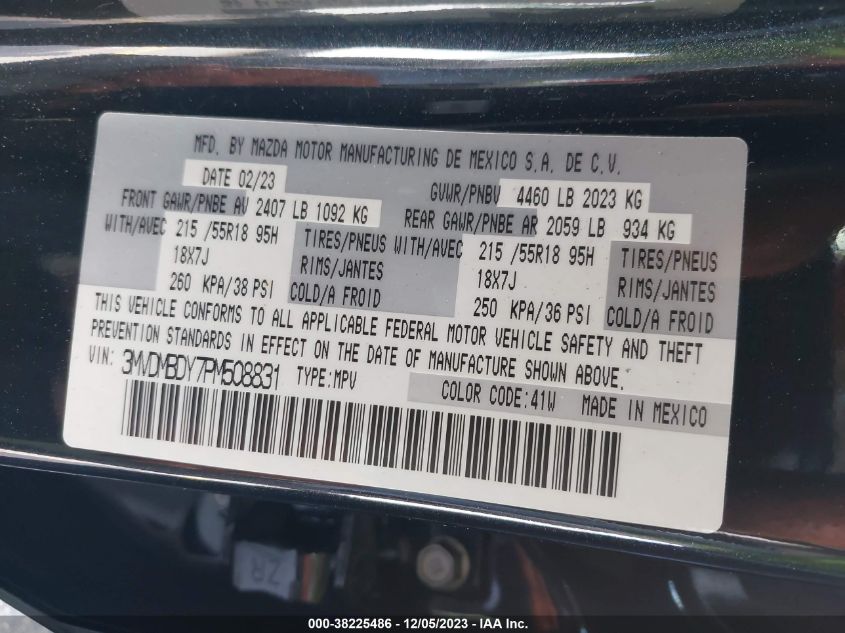 MFD. BY MAZDA MOTOR MANUFACTURING DE MEXICO S.A. DE C.V.
DATE 02/23 GVWR/PNBV 4460 LB 2023 KG
FRONT GAWR/PNBE AV 2407 LB 1092 KG REAR GAWR/PNBE AR 2059 LB 934 KG
WITH/AVEC 215 /55R18 95H TIRES/PNEUS WITH/AVEC 215 /55R18 95H TIRES/PNEUS
18X7J RIMS/JANTES 18X7J RIMS/JANTES
260 KPA/38 PSI COLD/A FROID 250 KPA/36 PSI COLD/A FROID
THIS VEHICLE CONFORMS TO ALL APPLICABLE FEDERAL MOTOR VEHICLE SAFETY AND THEFT
PREVENTION STANDARDS IN EFFECT ON THE DATE OF MANUFACTURE SHOWN ABOVE.
VIN: 3MVDMBDY7PM508831 TYPE:MPV
COLOR CODE:41W MADE IN MEXICO
ZR
000-38225486 - 12/05/2023 - IAA Inc.